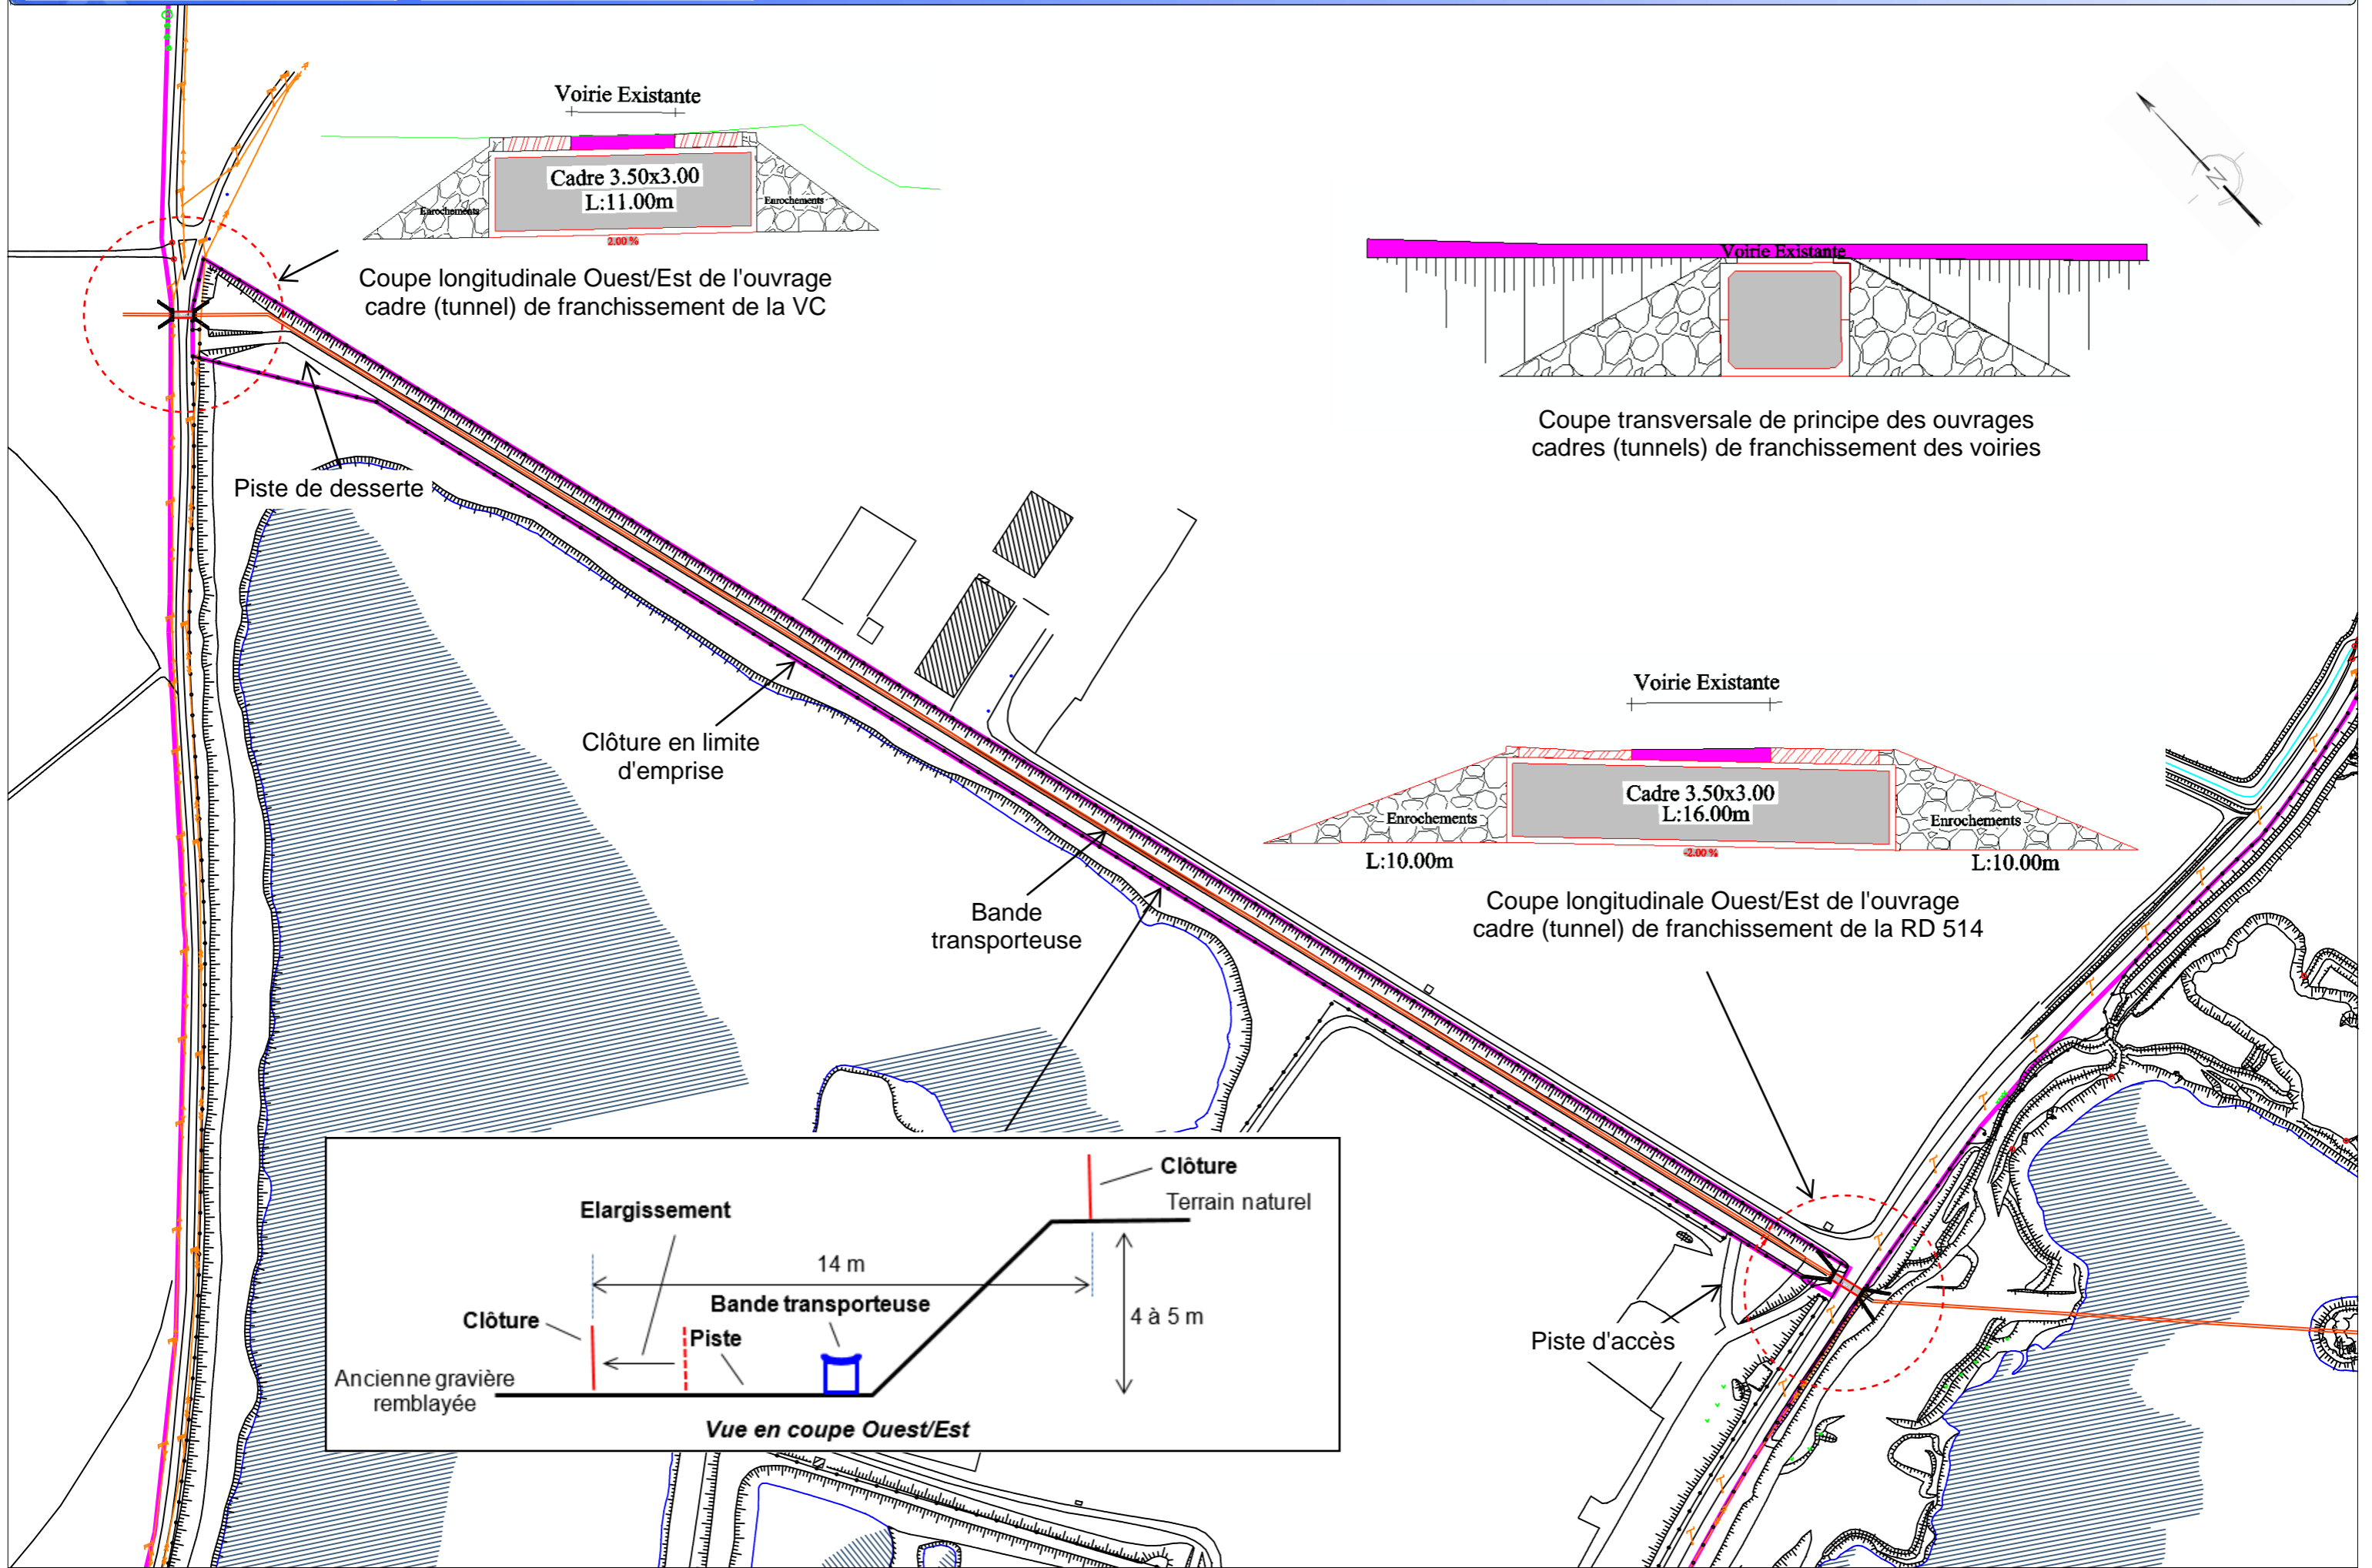 Voirie Existante
Cadre 3.50x3.00
L:11.00m
Enrochements
Enrochements
2.00 %
Coupe longitudinale Ouest/Est de l'ouvrage
cadre (tunnel) de franchissement de la VC
N
Voirie Existante
Coupe transversale de principe des ouvrages
cadres (tunnels) de franchissement des voiries
Piste de desserte
Clôture en limite
d'emprise
Voirie Existante
Cadre 3.50x3.00
L:16.00m
Enrochements
Enrochements
-2.00 %
L:10.00m
L:10.00m
Coupe longitudinale Ouest/Est de l'ouvrage
cadre (tunnel) de franchissement de la RD 514
Bande
transporteuse
Clôture
Terrain naturel
Elargissement
14 m
Bande transporteuse
Clôture
Piste
4 à 5 m
Ancienne gravière
remblayée
Vue en coupe Ouest/Est
Piste d'accès